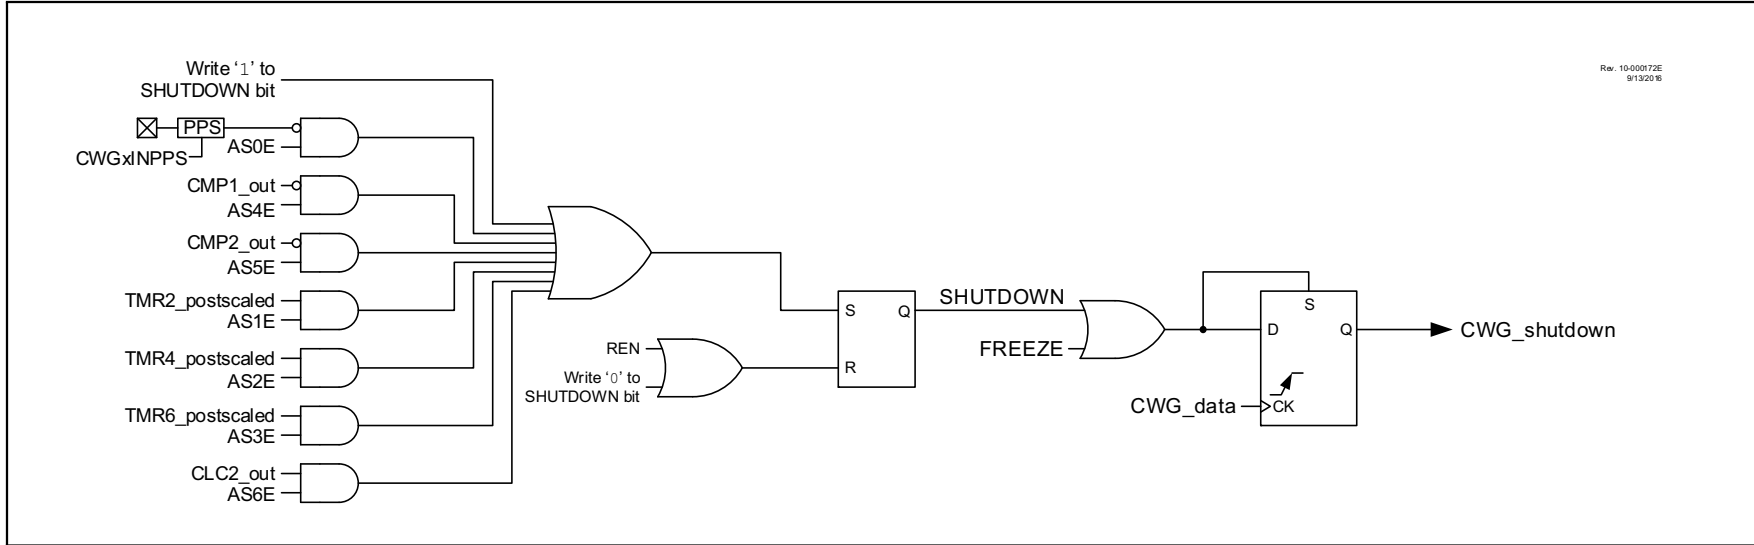 Write ‘1’ to
SHUTDOWN bit
Rev. 10-000172E
9/13/2016
PPS
AS0E
CWGxINPPS
CMP1_out
AS4E
CMP2_out
AS5E
TMR2_postscaled
AS1E
TMR4_postscaled
AS2E
TMR6_postscaled
AS3E
CLC2_out
AS6E
REN
Write ‘0’ to
SHUTDOWN bit
S
Q
R
SHUTDOWN
FREEZE
S
D
Q
CWG_data
CK
CWG_shutdown